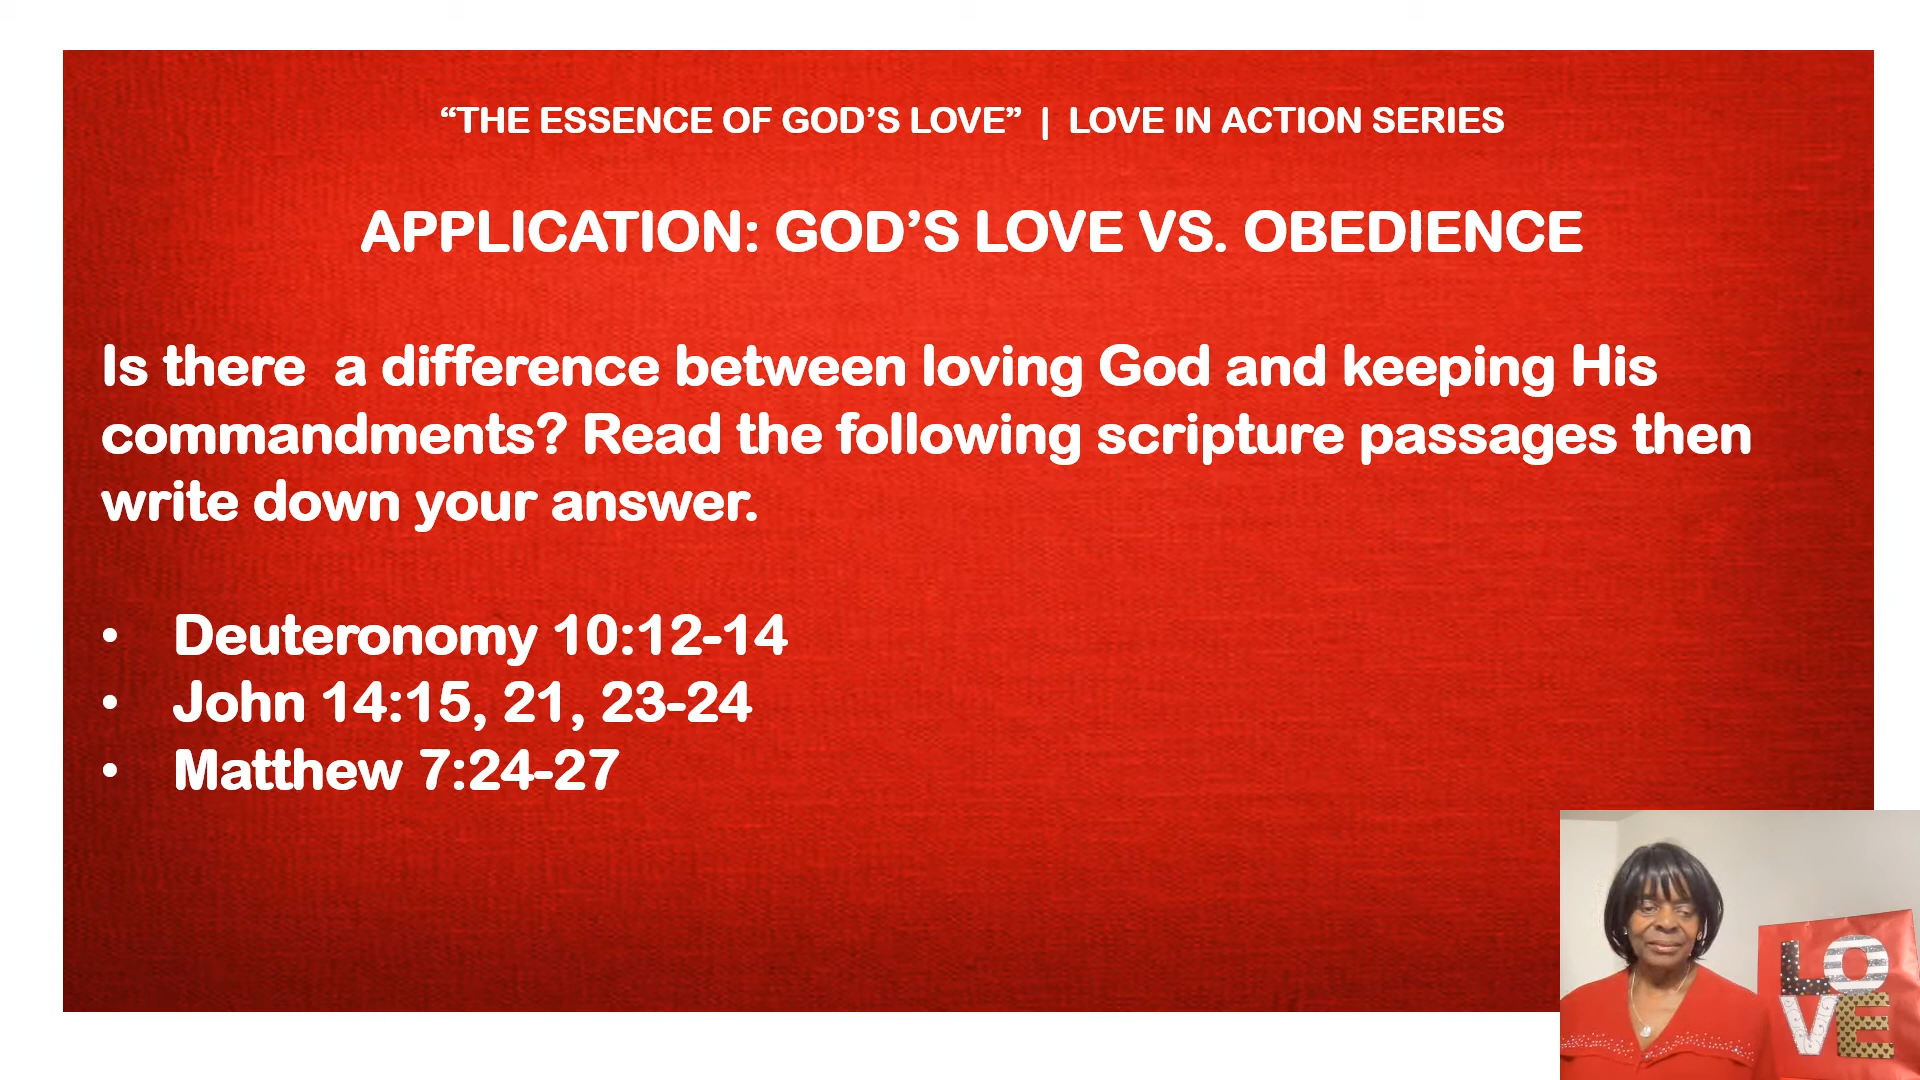 “THE ESSENCE OF GOD’S LOVE” | LOVE IN ACTION SERIES
APPLICATION: GOD’S LOVE VS. OBEDIENCE
Is there  a difference between loving God and keeping His
commandments? Read the following scripture passages then
write down your answer.
• Deuteronomy 10:12-14
• John 14:15, 21, 23-24
• Matthew 7:24-27
LO
VE